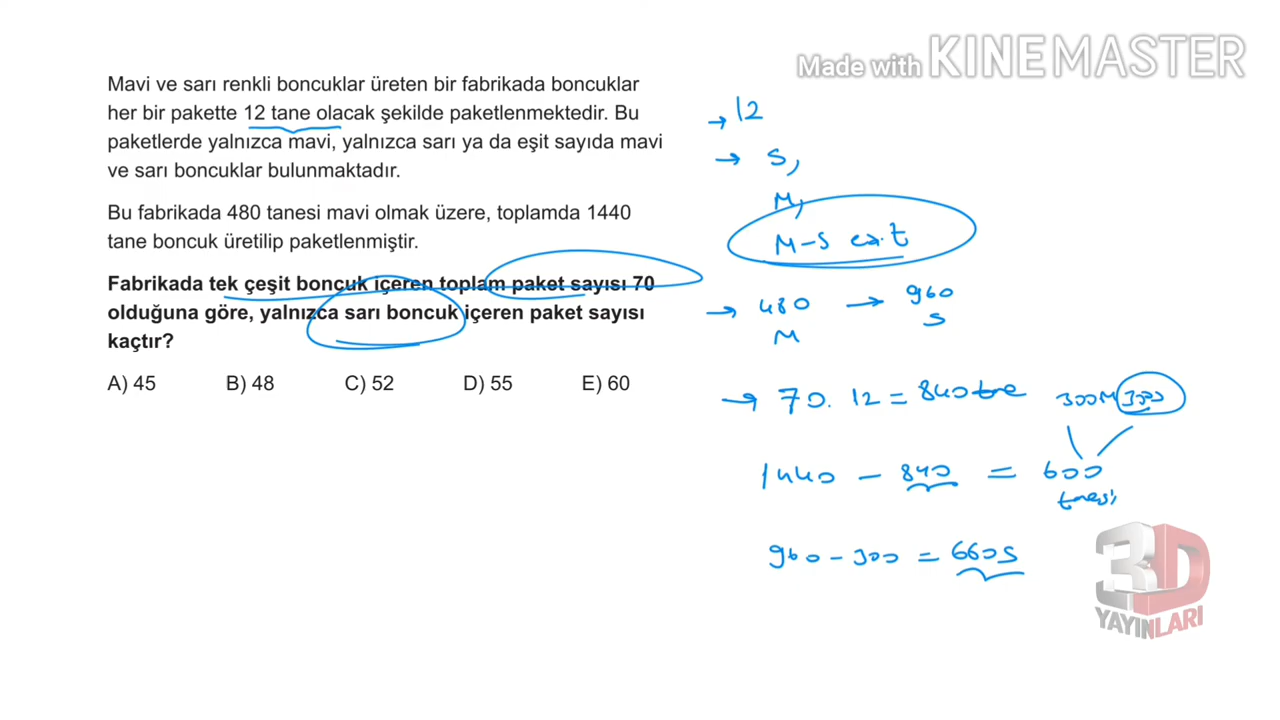 Made with KINEMASTER
Mavi ve sarı renkli boncuklar üreten bir fabrikada boncuklar
her bir pakette 12 tane olacak şekilde paketlenmektedir. Bu
paketlerde yalnızca mavi, yalnızca sarı ya da eşit sayıda mavi
ve sarı boncuklar bulunmaktadır.
Bu fabrikada 480 tanesi mavi olmak üzere, toplamda 1440
tane boncuk üretilip paketlenmiştir.
Fabrikada tek çeşit boncuk içeren toplam paket sayısı 70
olduğuna göre, yalnızca sarı boncuk içeren paket sayısı
kaçtır?
A) 45 B) 48 C) 52 D) 55 E) 60
→ 12
→ S,
M,
M-S eşit
→ 480 → 960
M S
→ 70. 12 = 840 tne 300M 300
1440 - 840 = 600
tnesi
960 - 300 = 660S
3D
YAYINLARI